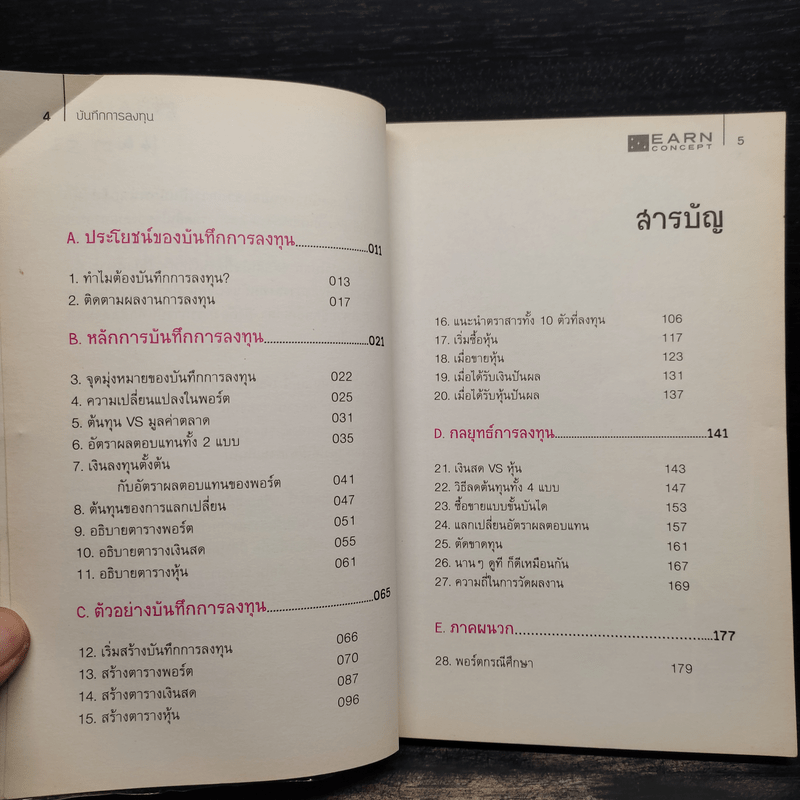 4 บันทึกการลงทุน
A. ประโยชน์ของบันทึกการลงทุน....................011
1. ทำไมต้องบันทึกการลงทุน? 013
2. ติดตามผลงานการลงทุน 017
B. หลักการบันทึกการลงทุน..............................021
3. จุดมุ่งหมายของบันทึกการลงทุน 022
4. ความเปลี่ยนแปลงในพอร์ต 025
5. ต้นทุน VS มูลค่าตลาด 031
6. อัตราผลตอบแทนทั้ง 2 แบบ 035
7. เงินลงทุนตั้งต้น
กับอัตราผลตอบแทนของพอร์ต 041
8. ต้นทุนของการแลกเปลี่ยน 047
9. อธิบายตารางพอร์ต 051
10. อธิบายตารางเงินสด 055
11. อธิบายตารางหุ้น 061
C. ตัวอย่างบันทึกการลงทุน..............................065
12. เริ่มสร้างบันทึกการลงทุน 066
13. สร้างตารางพอร์ต 070
14. สร้างตารางเงินสด 087
15. สร้างตารางหุ้น 096
EARN
CONCEPT 5
สารบัญ
16. แนะนำตราสารทั้ง 10 ตัวที่ลงทุน 106
17. เริ่มซื้อหุ้น 117
18. เมื่อขายหุ้น 123
19. เมื่อได้รับเงินปันผล 131
20. เมื่อได้รับหุ้นปันผล 137
D. กลยุทธ์การลงทุน..........................................141
21. เงินสด VS หุ้น 143
22. วิธีลดต้นทุนทั้ง 4 แบบ 147
23. ซื้อขายแบบขั้นบันได 153
24. แลกเปลี่ยนอัตราผลตอบแทน 157
25. ตัดขาดทุน 161
26. นานๆ ดูที ก็ดีเหมือนกัน 167
27. ความถี่ในการวัดผลงาน 169
E. ภาคผนวก....................................................177
28. พอร์ตกรณีศึกษา 179